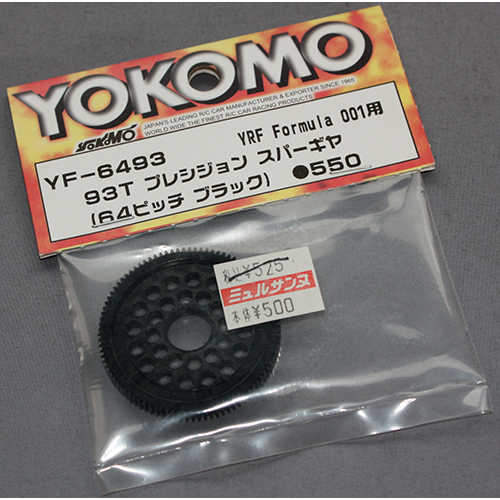 YOKOMO
YOKOMO
JAPAN'S LEADING R/C CAR MANUFACTURER & EXPORTER SINCE 1965
WORLD WIDE THE FINEST R/C CAR RACING PRODUCTS
YRF Formula 001用
YF-6493
93T プレシジョン スパーギヤ
(64ピッチ ブラック) ●550
税込¥525
ミュルサンヌ
本体¥500